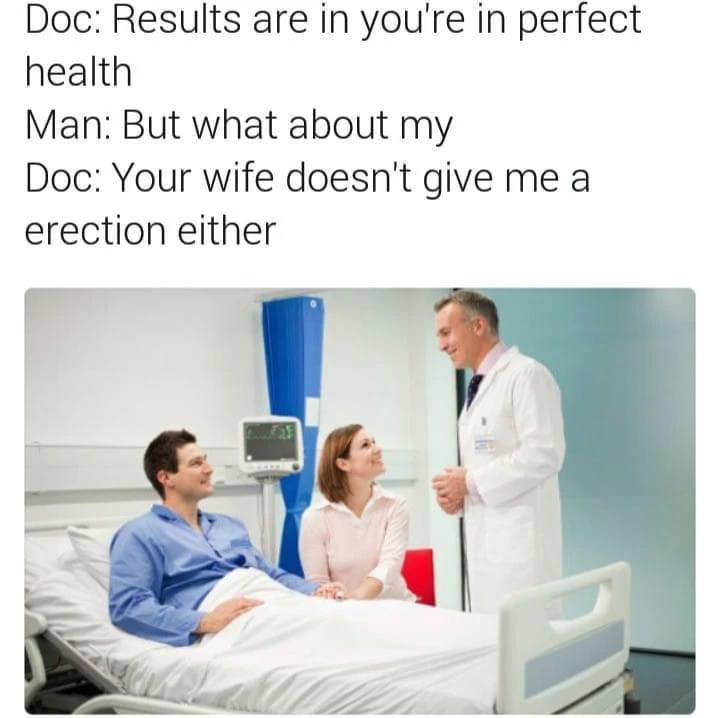 Doc: Results are in you're in perfect
health
Man: But what about my
Doc: Your wife doesn't give me a
erection either